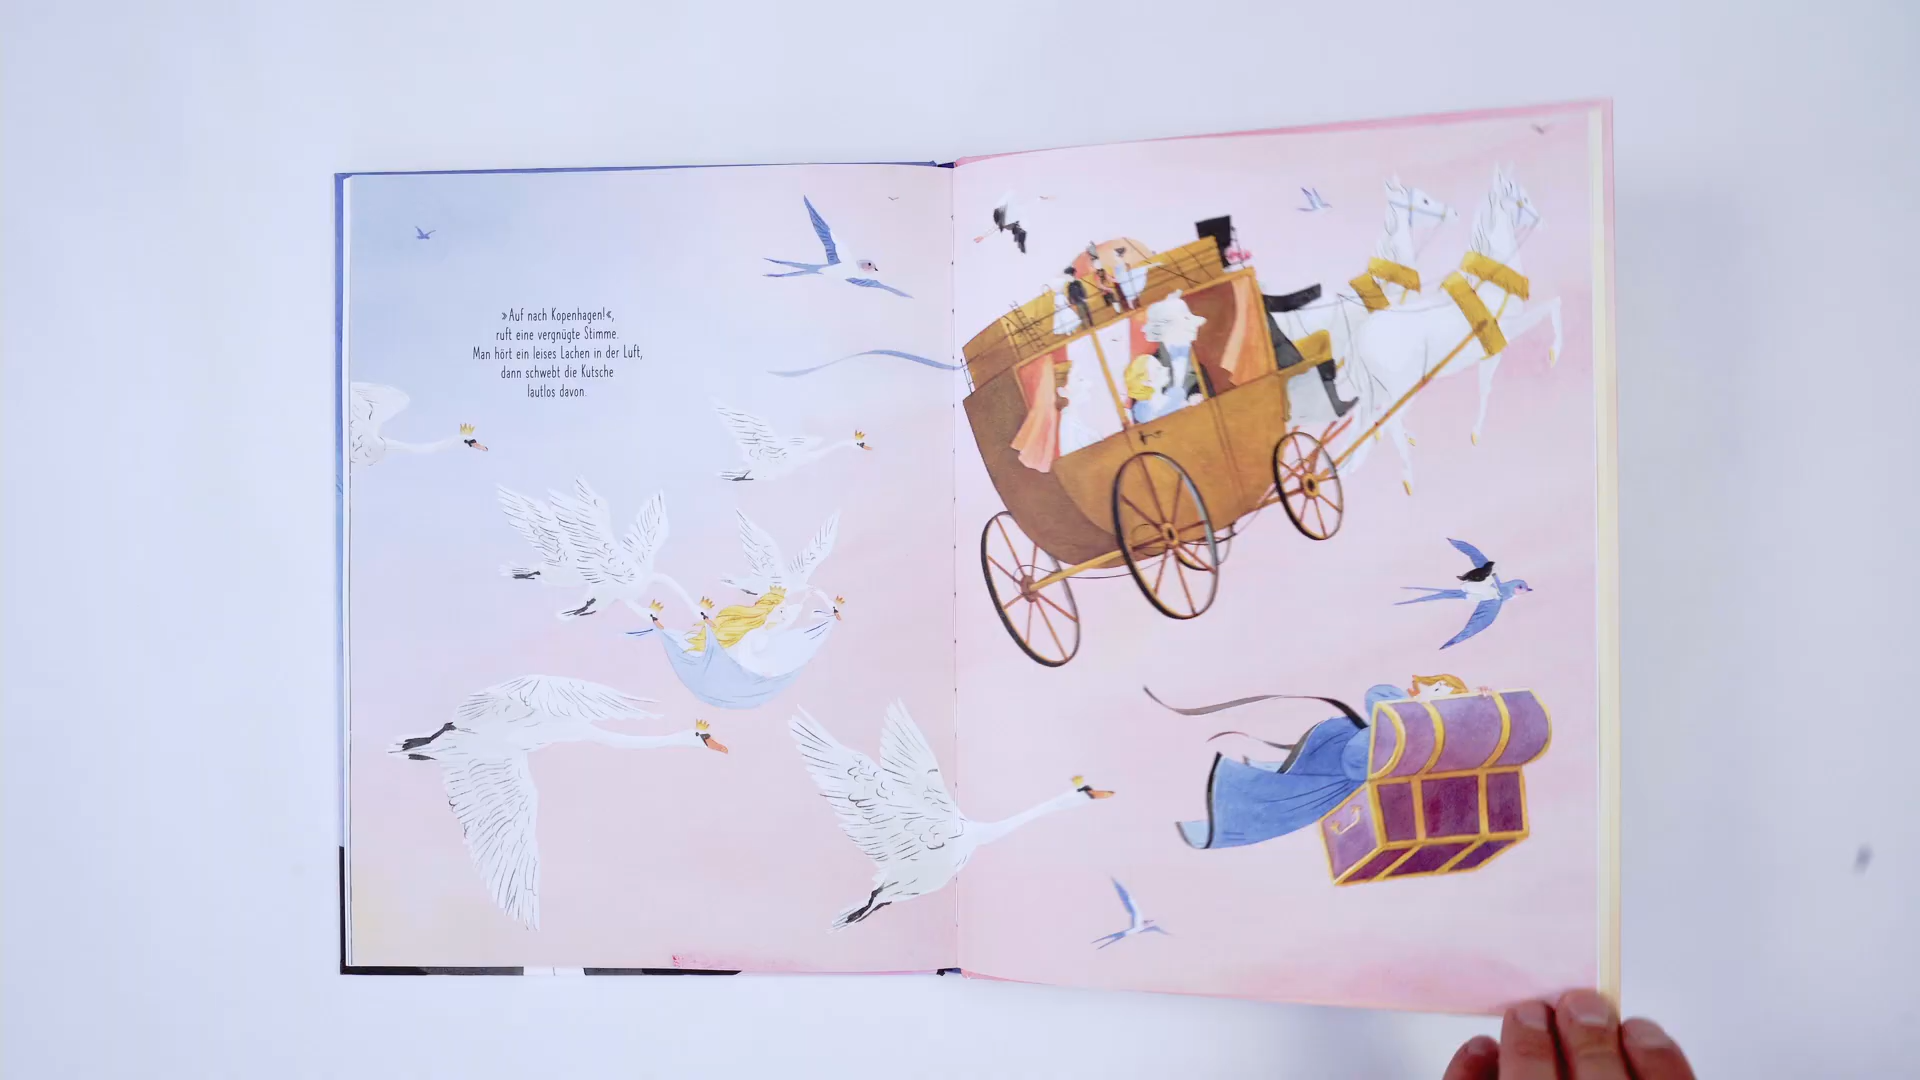 »Auf nach Kopenhagen!«,
ruft eine vergnügte Stimme.
Man hört ein leises Lachen in der Luft,
dann schwebt die Kutsche
lautlos davon.